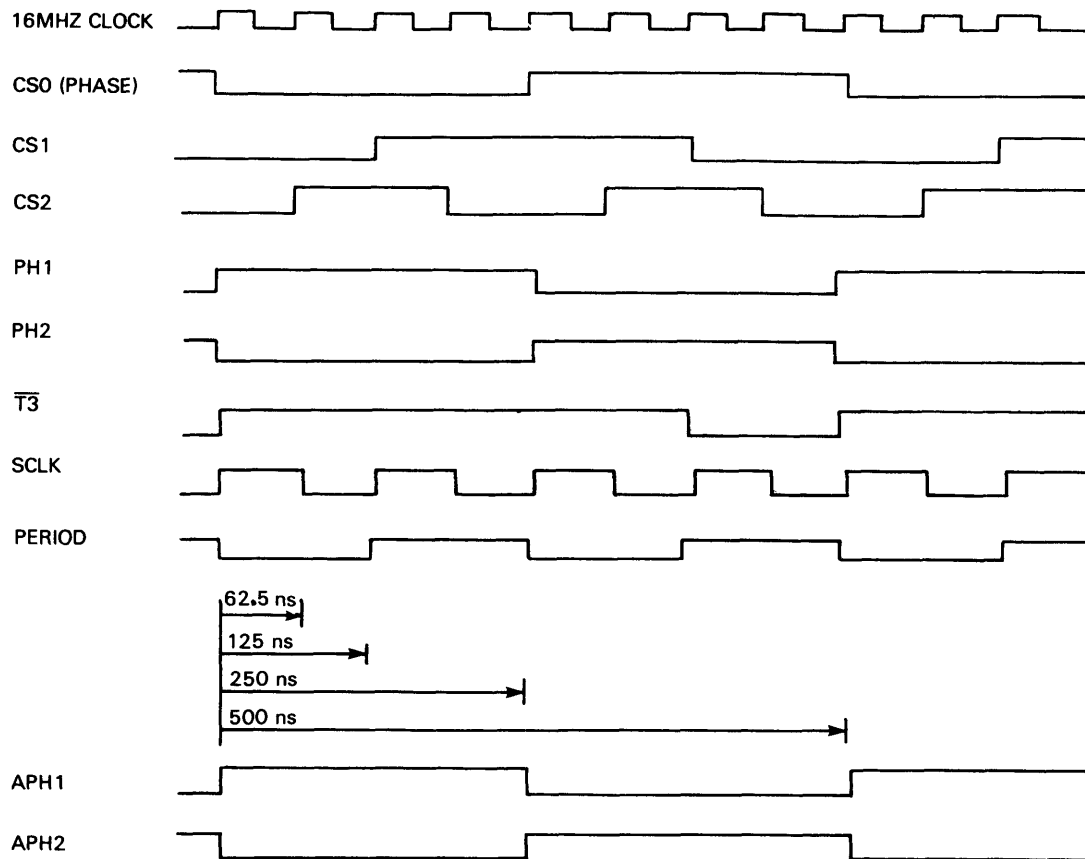 16MHZ CLOCK
CS0 (PHASE)
CS1
CS2
PH1
PH2
T3
SCLK
PERIOD
62.5 ns
125 ns
250 ns
500 ns
APH1
APH2